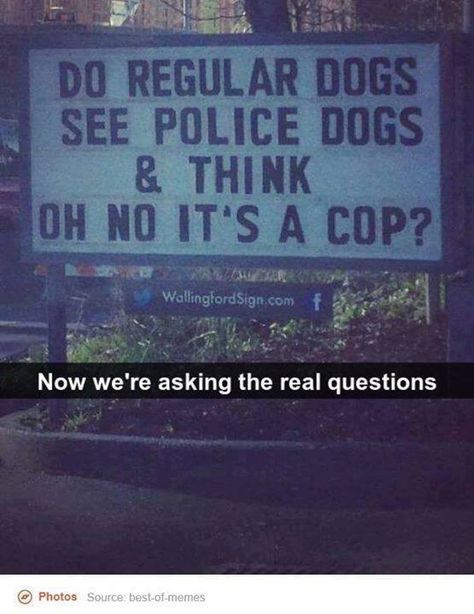 DO REGULAR DOGS
SEE POLICE DOGS
& THINK
OH NO IT'S A COP?
WallingfordSign.com f
Now we're asking the real questions
Photos Source: best-of-memes